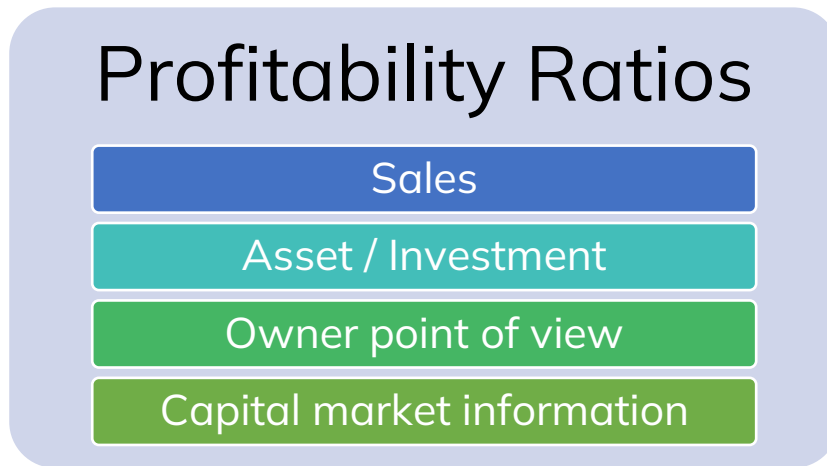 Profitability Ratios
Sales
Asset / Investment
Owner point of view
Capital market information